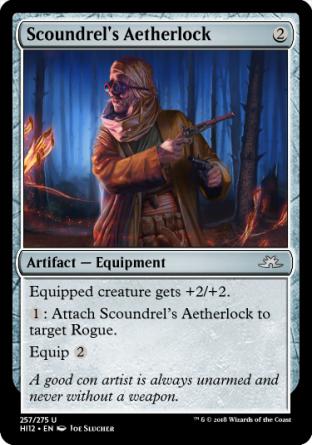 Scoundrel's Aetherlock 2
Artifact — Equipment
Equipped creature gets +2/+2.
1 : Attach Scoundrel's Aetherlock to
target Rogue.
Equip 2
A good con artist is always unarmed and
never without a weapon.
257/275 U
HI12 • EN Joe Slucher
™ & © 2018 Wizards of the Coast